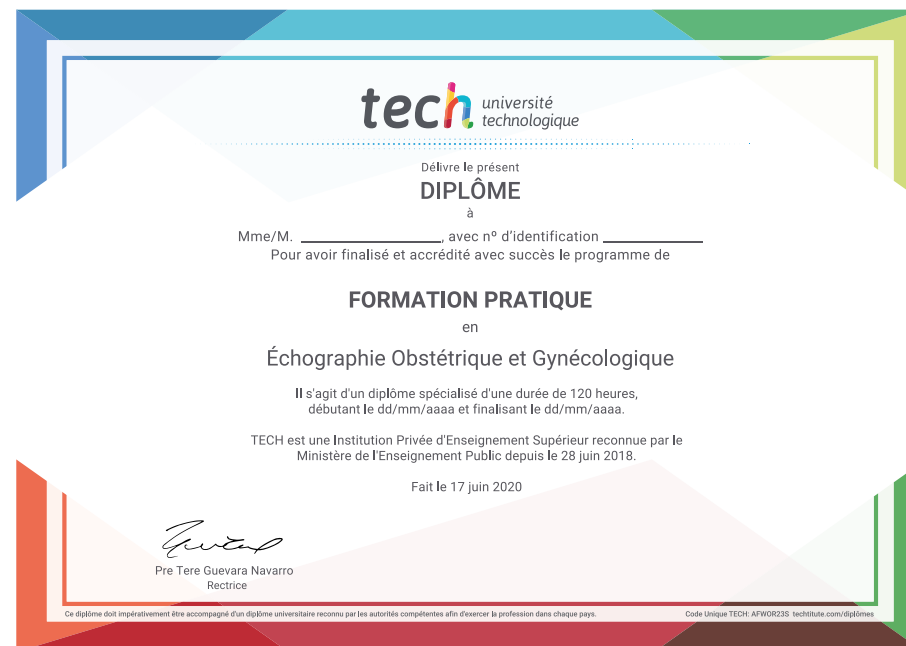 tech université
technologique
Délivre le présent
DIPLÔME
à
Mme/M. ____________________, avec nº d'identification ______________
Pour avoir finalisé et accrédité avec succès le programme de
FORMATION PRATIQUE
en
Échographie Obstétrique et Gynécologique
Il s'agit d'un diplôme spécialisé d'une durée de 120 heures,
débutant le dd/mm/aaaa et finalisant le dd/mm/aaaa.
TECH est une Institution Privée d'Enseignement Supérieur reconnue par le
Ministère de l'Enseignement Public depuis le 28 juin 2018.
Fait le 17 juin 2020
Pre Tere Guevara Navarro
Rectrice
Ce diplôme doit impérativement être accompagné d'un diplôme universitaire reconnu par les autorités compétentes afin d'exercer la profession dans chaque pays. Code Unique TECH: AFWOR23S techtitute.com/diplômes